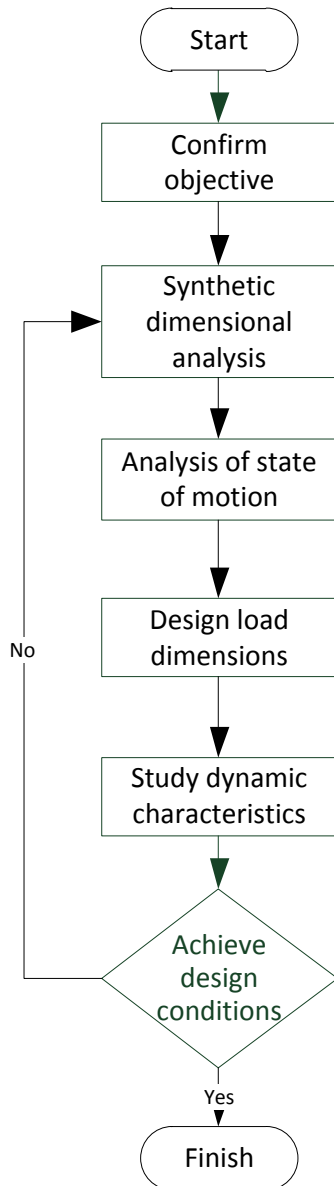 Start
Confirm
objective
Synthetic
dimensional
analysis
Analysis of state
of motion
Design load
dimensions
No
Study dynamic
characteristics
Achieve
design
conditions
Yes
Finish